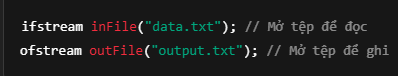 ifstream inFile("data.txt"); // Mở tệp để đọc
ofstream outFile("output.txt"); // Mở tệp để ghi